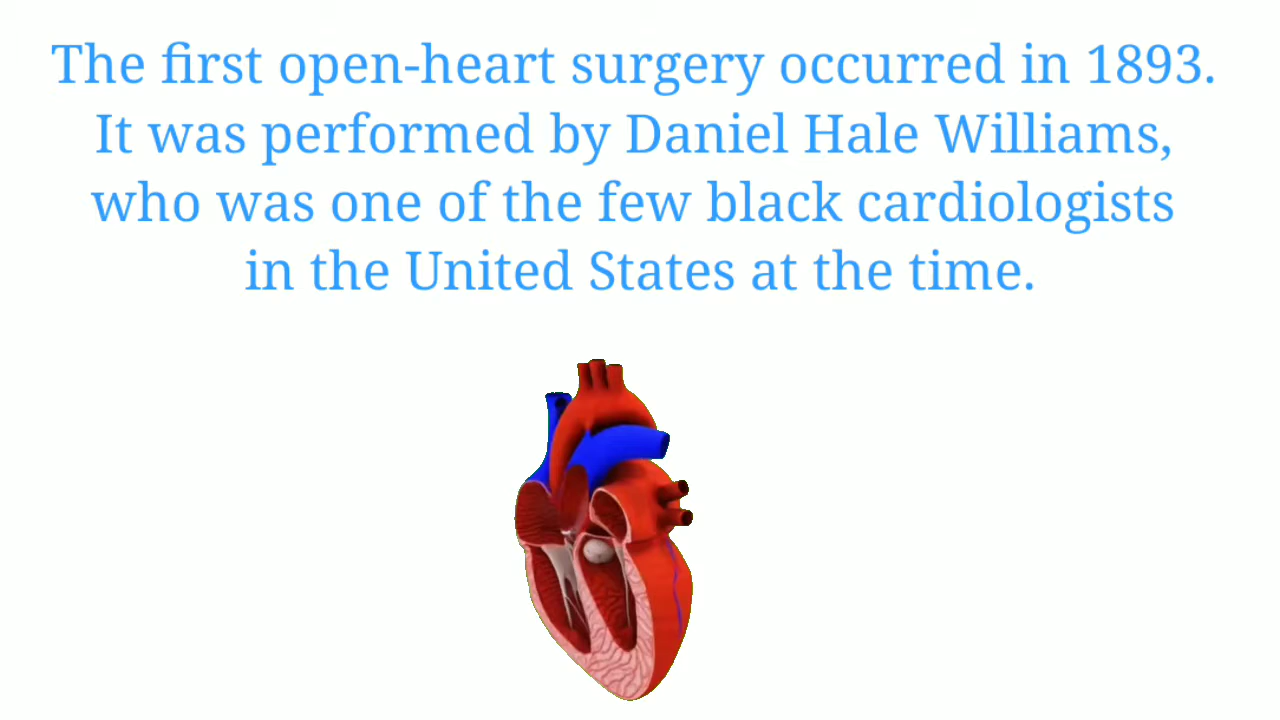 The first open-heart surgery occurred in 1893.
It was performed by Daniel Hale Williams,
who was one of the few black cardiologists
in the United States at the time.